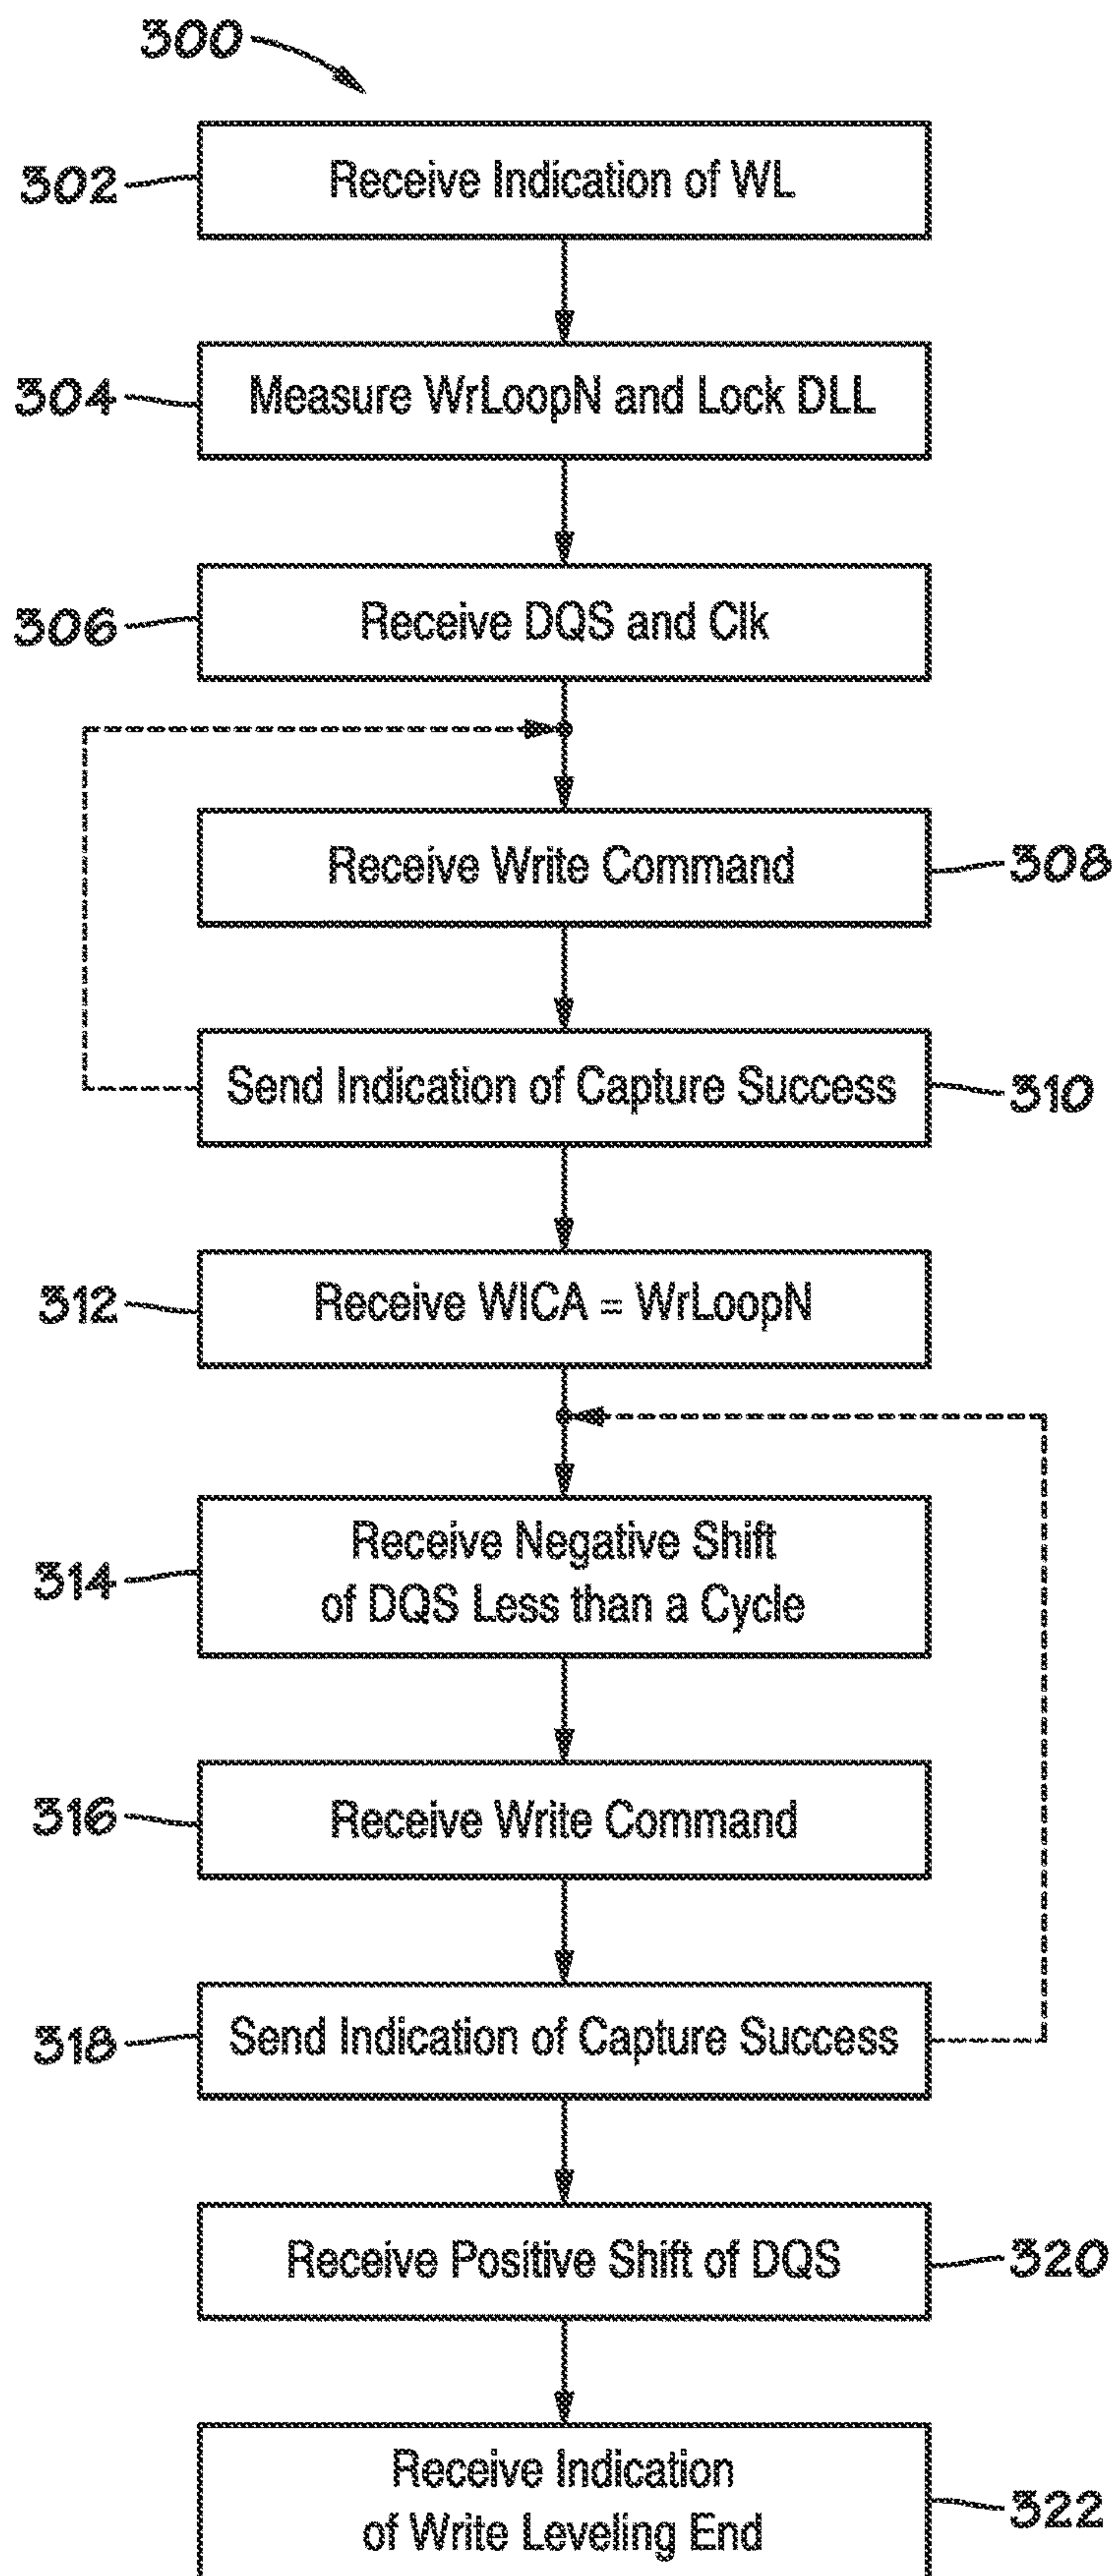 300
302
Receive Indication of WL
304
Measure WrLoopN and Lock DLL
306
Receive DQS and Clk
Receive Write Command
308
Send Indication of Capture Success
310
312
Receive WICA = WrLoopN
314
Receive Negative Shift
of DQS Less than a Cycle
316
Receive Write Command
318
Send Indication of Capture Success
Receive Positive Shift of DQS
320
Receive Indication
of Write Leveling End
322